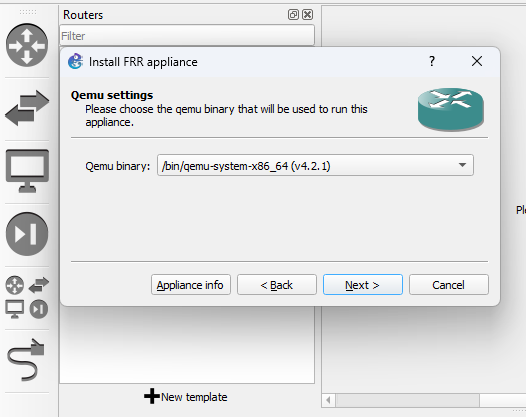 Routers
Filter
Install FRR appliance
Qemu settings
Please choose the qemu binary that will be used to run this
appliance.
Qemu binary: /bin/qemu-system-x86_64 (v4.2.1)
Appliance info
< Back
Next >
Cancel
New template